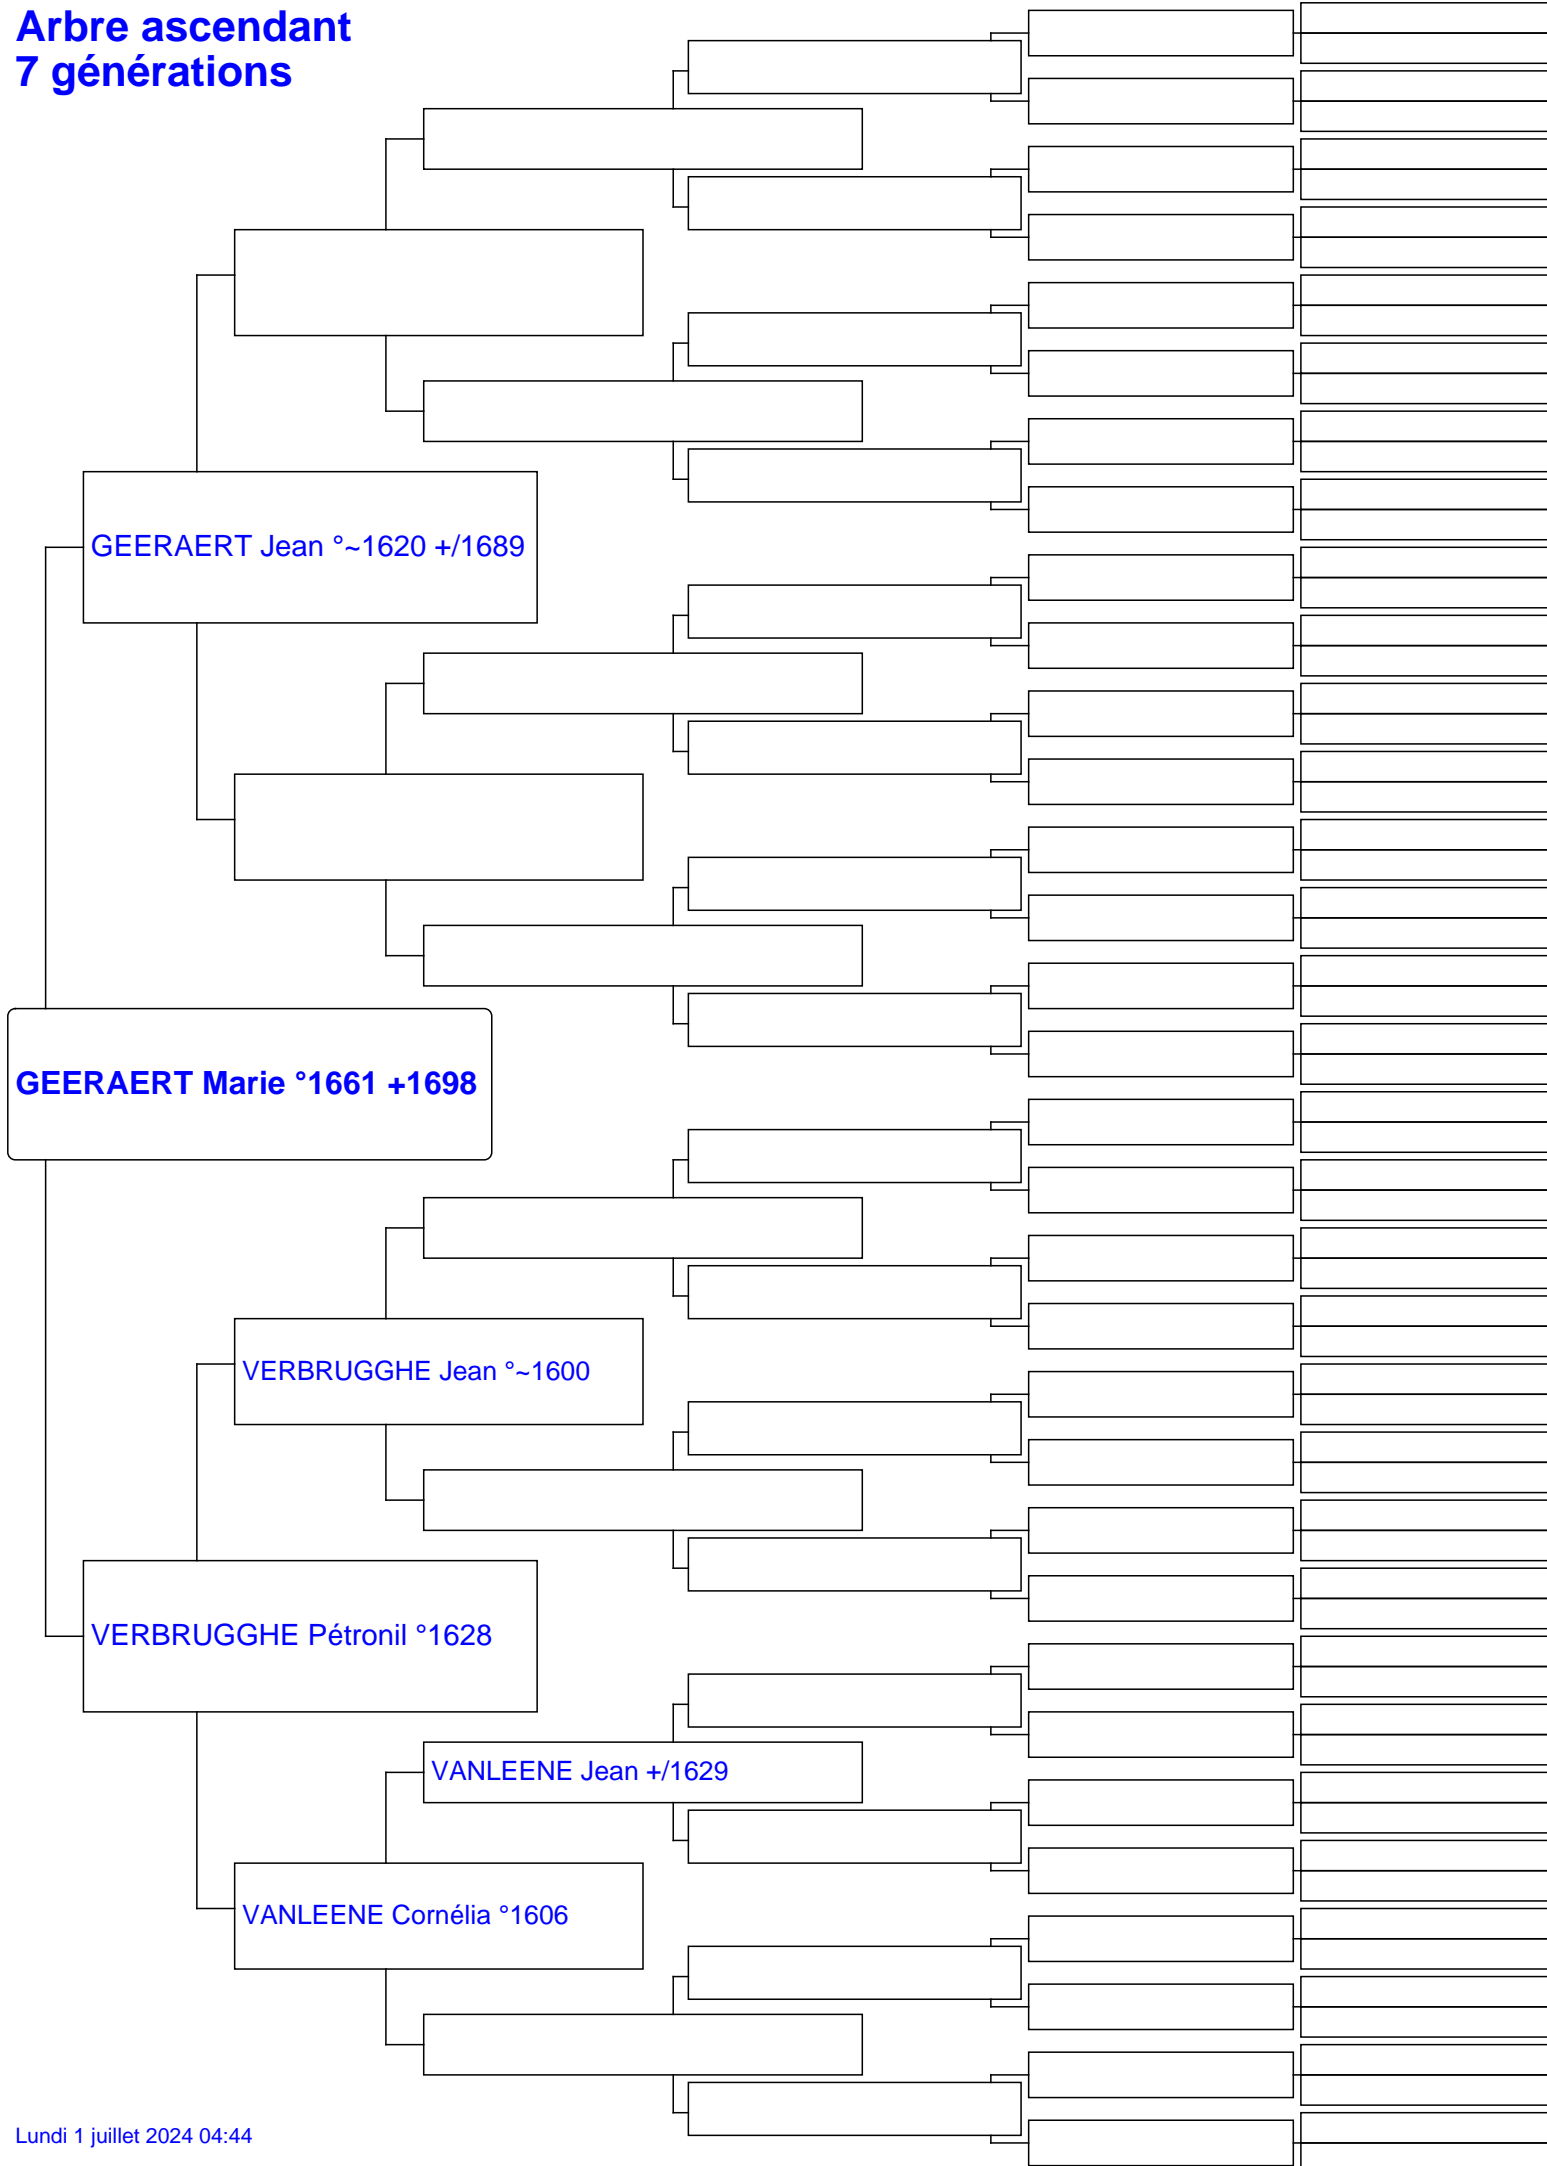 Arbre ascendant
7 générations
GEERAERT Jean °~1620 +/1689
GEERAERT Marie °1661 +1698
VERBRUGGHE Jean °~1600
VERBRUGGHE Pétronil °1628
VANLEENE Jean +/1629
VANLEENE Cornélia °1606
Lundi 1 juillet 2024 04:44